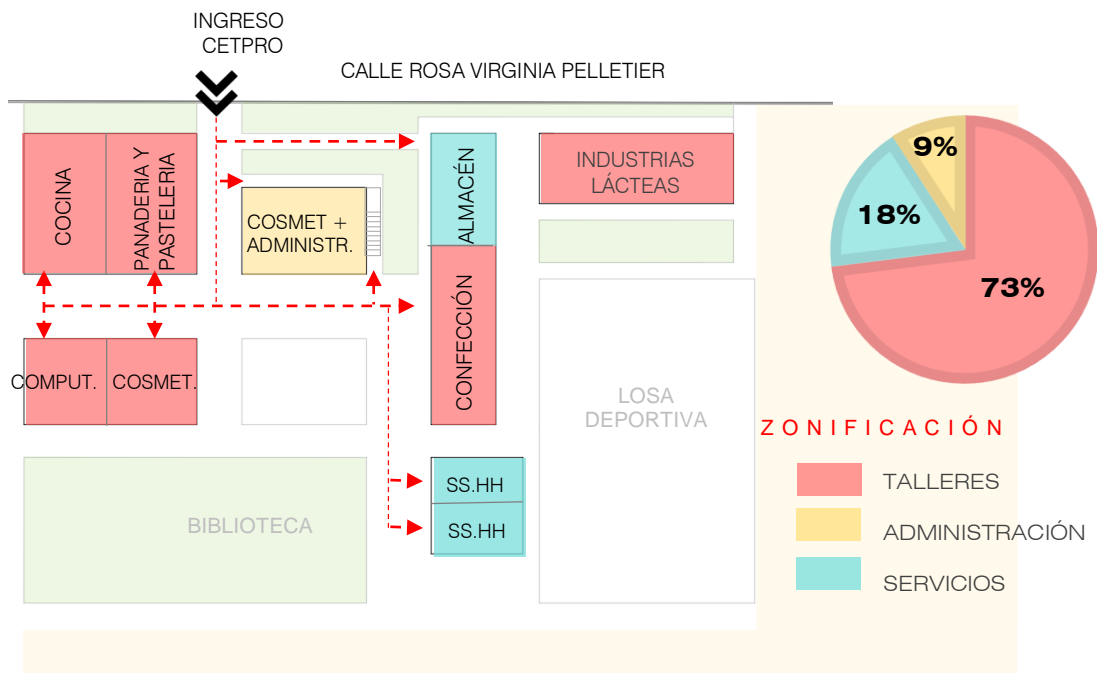 INGRESO
CETPRO
CALLE ROSA VIRGINIA PELLETIER
COCINA
PANADERIA Y
PASTELERIA
COSMET +
ADMINISTR.
ALMACÉN
INDUSTRIAS
LÁCTEAS
CONFECCIÓN
COMPUT.
COSMET.
LOSA
DEPORTIVA
BIBLIOTECA
SS.HH
SS.HH
9%
18%
73%
ZONIFICACIÓN
TALLERES
ADMINISTRACIÓN
SERVICIOS